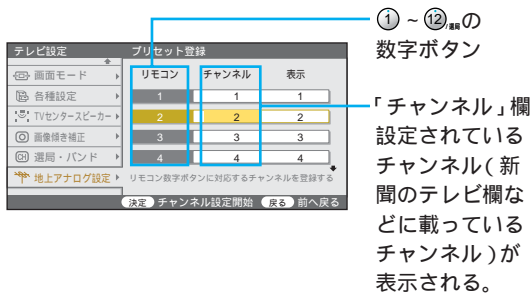 ①~⑫/選局の
数字ボタン
テレビ設定
プリセット登録
画面モード
各種設定
TVセンタースピーカー
画像傾き補正
選局・バンド
地上アナログ設定
リモコン チャンネル 表示
1 1 1
2 2 2
3 3 3
4 4 4
リモコン数字ボタンに対応するチャンネルを登録する
決定 チャンネル設定開始 戻る 前へ戻る
「チャンネル」欄
設定されている
チャンネル(新
聞のテレビ欄な
どに載っている
チャンネル)が
表示される。